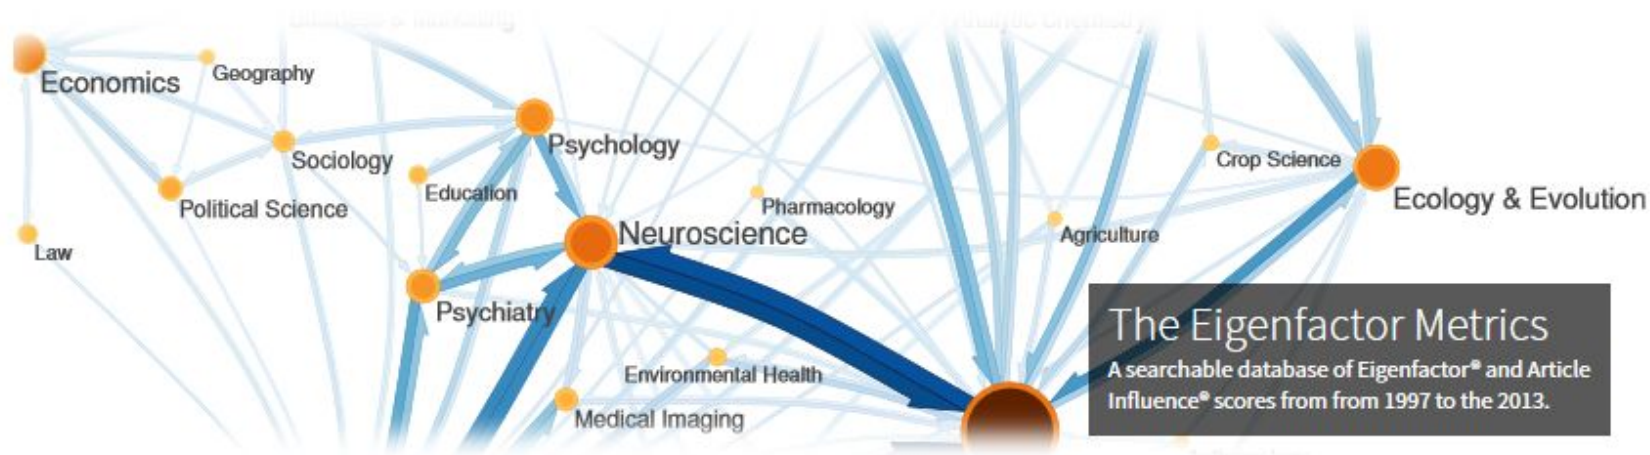 Economics
Geography
Psychology
Sociology
Education
Political Science
Law
Neuroscience
Psychiatry
Pharmacology
Agriculture
Crop Science
Ecology & Evolution
Environmental Health
Medical Imaging
The Eigenfactor Metrics
A searchable database of Eigenfactor® and Article
Influence® scores from from 1997 to the 2013.